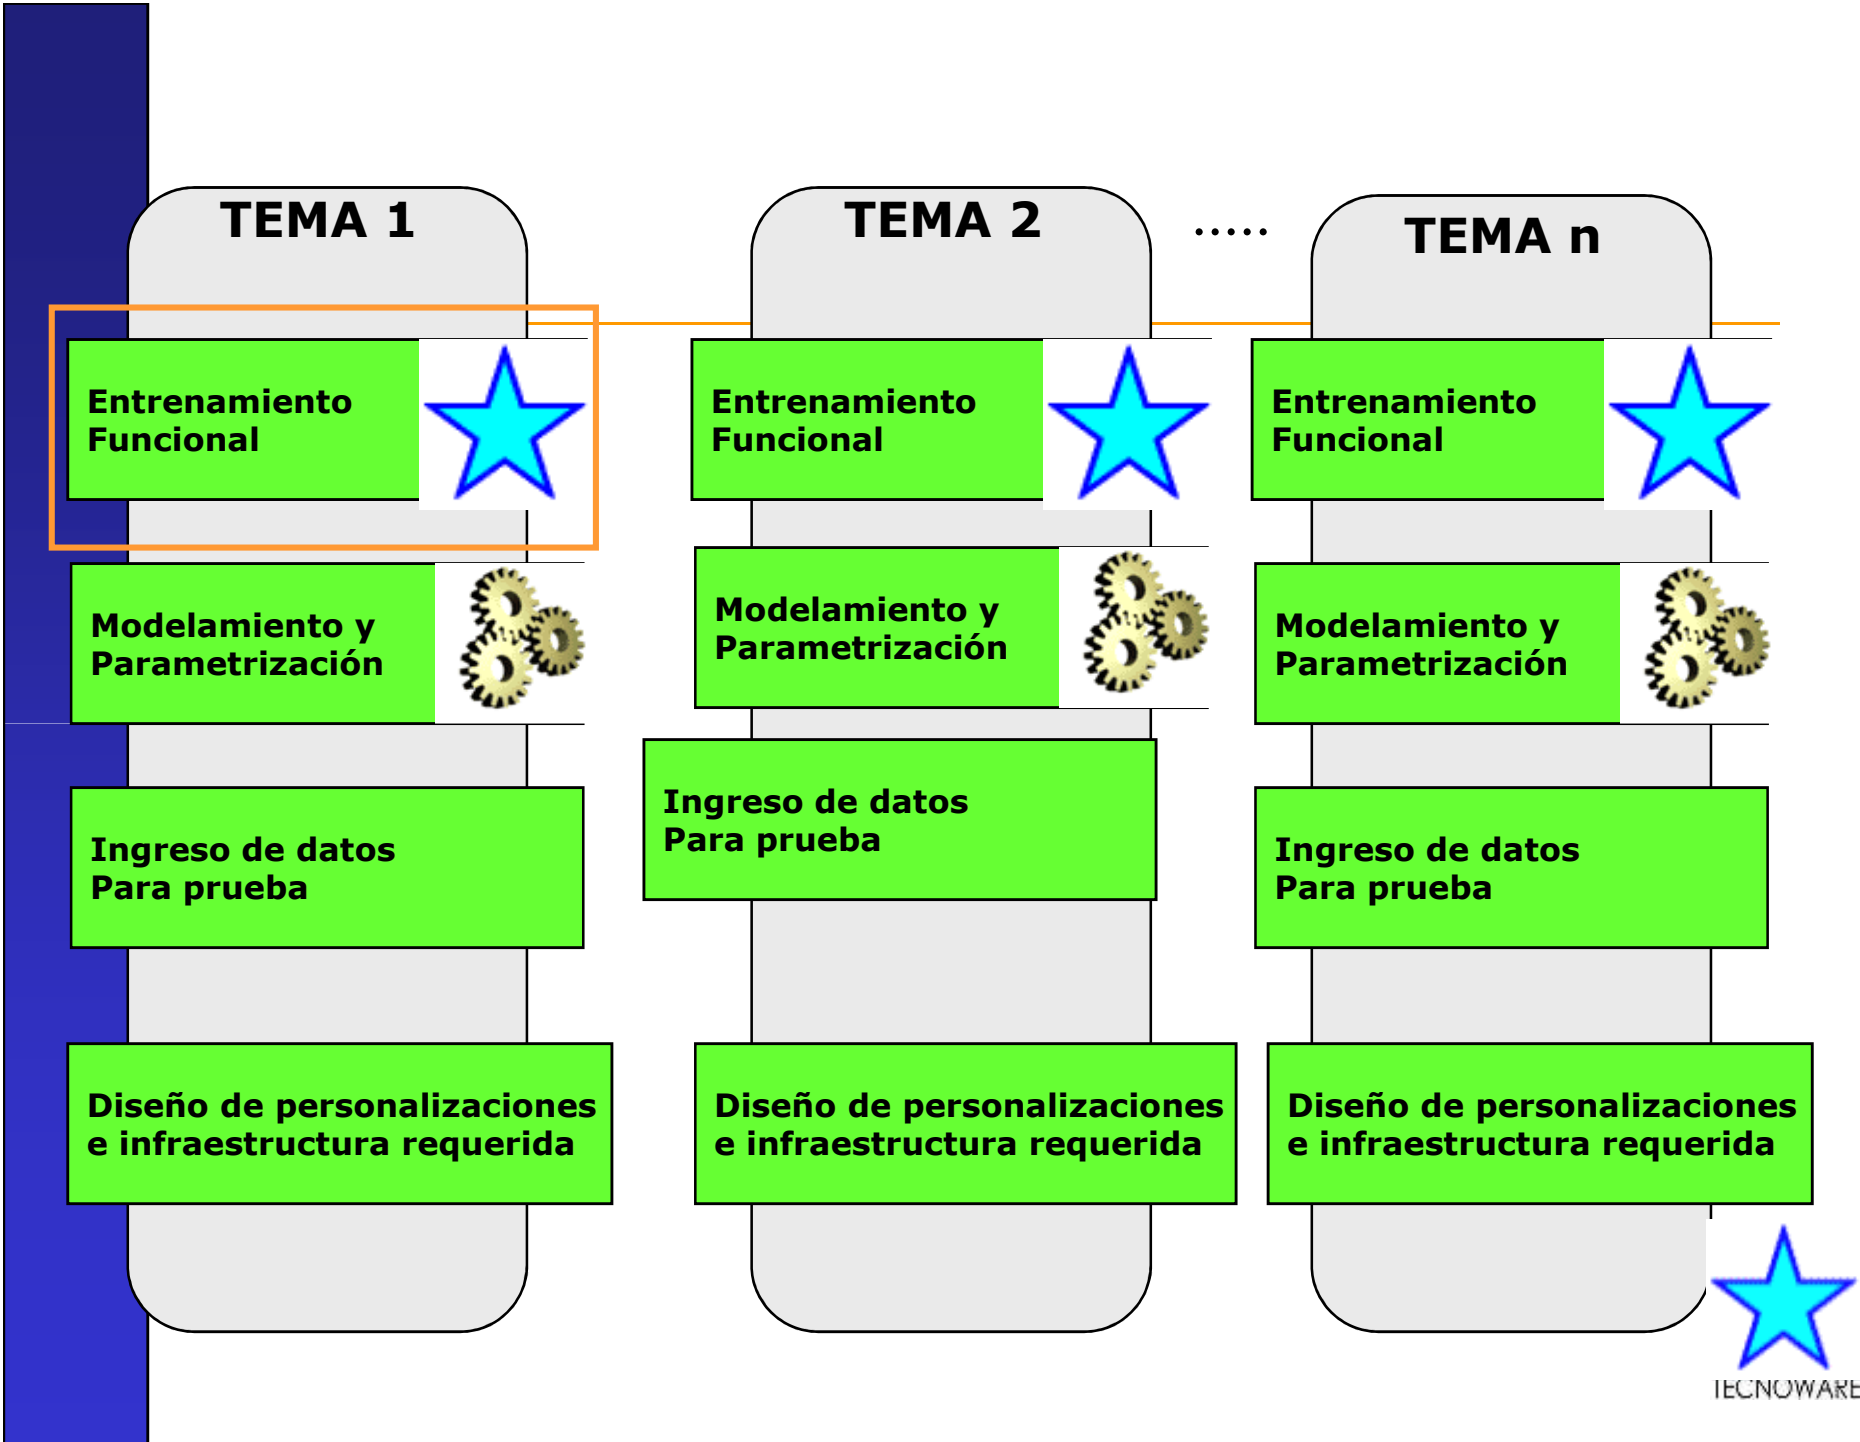 TEMA 1
Entrenamiento
Funcional
Modelamiento y
Parametrización
Ingreso de datos
Para prueba
Diseño de personalizaciones
e infraestructura requerida
TEMA 2
Entrenamiento
Funcional
Modelamiento y
Parametrización
Ingreso de datos
Para prueba
Diseño de personalizaciones
e infraestructura requerida
.....
TEMA n
Entrenamiento
Funcional
Modelamiento y
Parametrización
Ingreso de datos
Para prueba
Diseño de personalizaciones
e infraestructura requerida
TECNOWARE